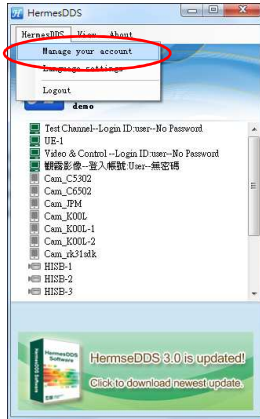 HermesDDS
HermesDDS View About
Manage your account
Language settings
Logout
demo
Test Channel--Login ID:user--No Password
UE-1
Video & Control --Login ID:user--No Password
觀霧影像--登入帳號:User--無密碼
Cam_C5302
Cam_C6502
Cam_JPM
Cam_K00L
Cam_K00L-1
Cam_K00L-2
Cam_rk31sdk
HISB-1
HISB-2
HISB-3
HermesDDS
Software
HermseDDS 3.0 is updated!
Click to download newest update.